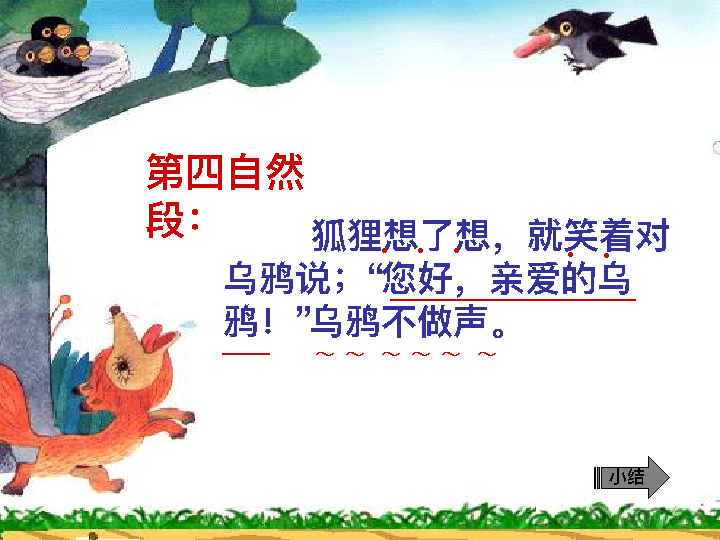 第四自然
段：
狐狸想了想，就笑着对
乌鸦说；“您好，亲爱的乌
鸦！”乌鸦不做声。
小结